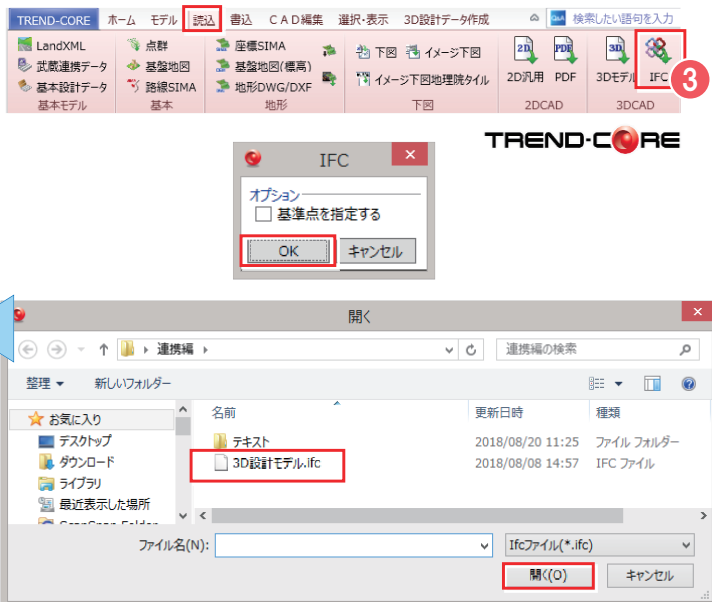 TREND-CORE ホーム モデル 読込 書込 CAD編集 選択・表示 3D設計データ作成 Q&A 検索したい語句を入力
LandXML 点群 座標SIMA 下図 イメージ下図 2D PDF 3D
武蔵連携データ 基盤地図 基盤地図(標高) イメージ下図地理院タイル 2D汎用 PDF 3Dモデル IFC 3
基本設計データ 路線SIMA 地形DWG/DXF
基本モデル 基本 地形 下図 2DCAD 3DCAD
TREND-CORE
IFC
オプション
基準点を指定する
OK キャンセル
開く
連携編 連携編の検索
整理 新しいフォルダー
お気に入り 名前 更新日時 種類
デスクトップ テキスト 2018/08/20 11:25 ファイル フォルダー
ダウンロード 3D設計モデル.ifc 2018/08/08 14:57 IFC ファイル
ライブラリ
最近表示した場所
ScanSnap Folder
ファイル名(N): Ifcファイル(*.ifc)
開く(O) キャンセル